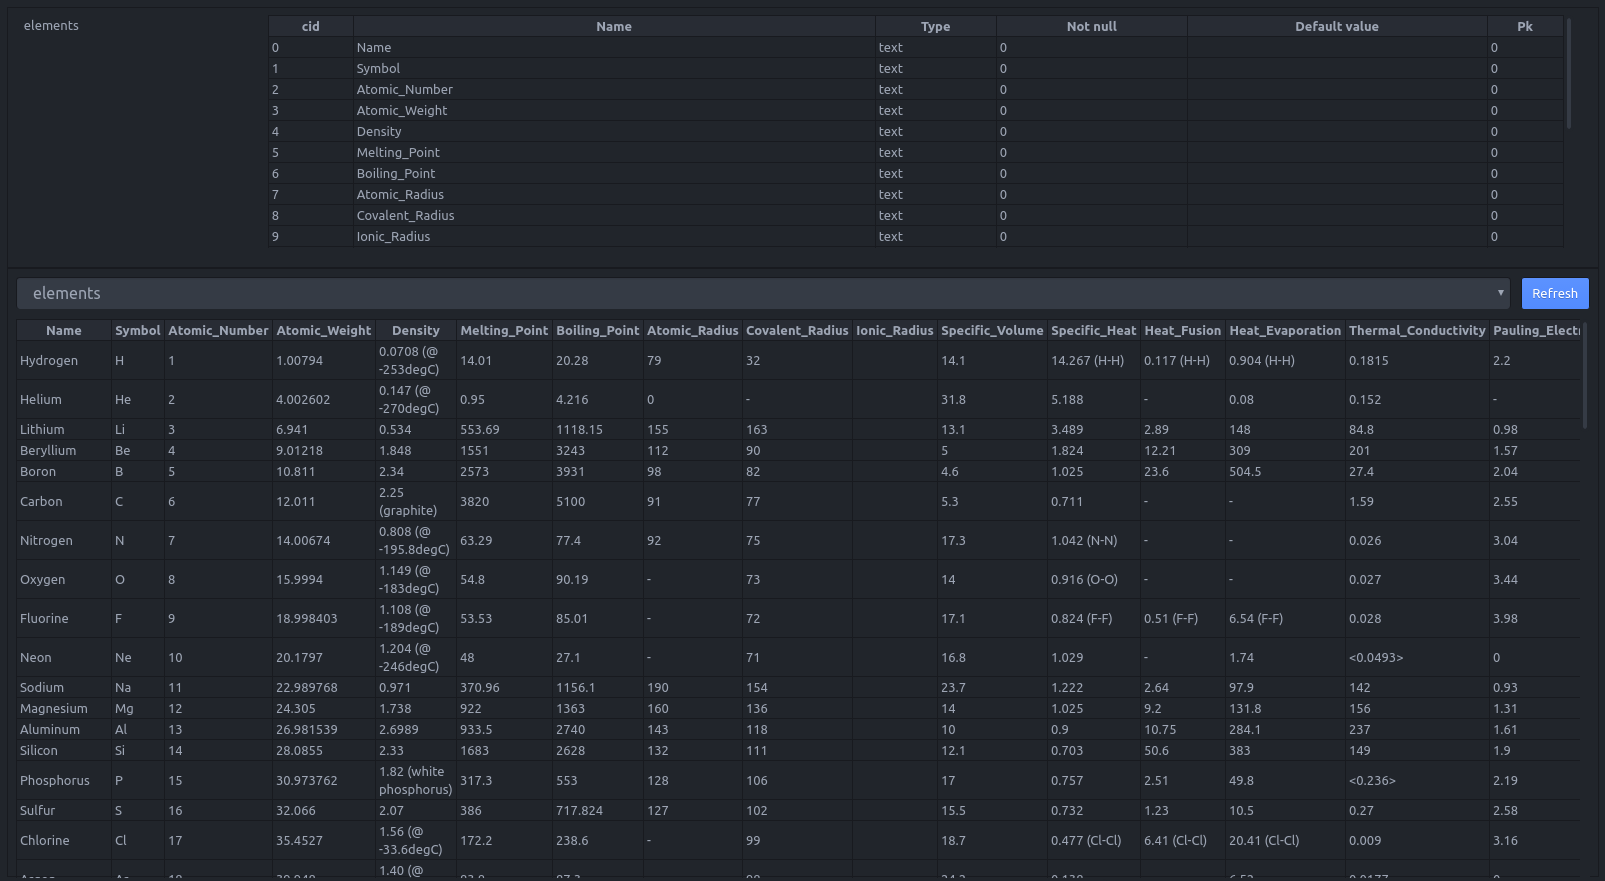 elements
cid Name Type Not null Default value Pk
0 Name text 0 0
1 Symbol text 0 0
2 Atomic_Number text 0 0
3 Atomic_Weight text 0 0
4 Density text 0 0
5 Melting_Point text 0 0
6 Boiling_Point text 0 0
7 Atomic_Radius text 0 0
8 Covalent_Radius text 0 0
9 Ionic_Radius text 0 0
elements
Refresh
Name Symbol Atomic_Number Atomic_Weight Density Melting_Point Boiling_Point Atomic_Radius Covalent_Radius Ionic_Radius Specific_Volume Specific_Heat Heat_Fusion Heat_Evaporation Thermal_Conductivity Pauling_Electr
Hydrogen H 1 1.00794 0.0708 (@ -253degC) 14.01 20.28 79 32 14.1 14.267 (H-H) 0.117 (H-H) 0.904 (H-H) 0.1815 2.2
Helium He 2 4.002602 0.147 (@ -270degC) 0.95 4.216 0 - 31.8 5.188 - 0.08 0.152 -
Lithium Li 3 6.941 0.534 553.69 1118.15 155 163 13.1 3.489 2.89 148 84.8 0.98
Beryllium Be 4 9.01218 1.848 1551 3243 112 90 5 1.824 12.21 309 201 1.57
Boron B 5 10.811 2.34 2573 3931 98 82 4.6 1.025 23.6 504.5 27.4 2.04
Carbon C 6 12.011 2.25 (graphite) 3820 5100 91 77 5.3 0.711 - - 1.59 2.55
Nitrogen N 7 14.00674 0.808 (@ -195.8degC) 63.29 77.4 92 75 17.3 1.042 (N-N) - - 0.026 3.04
Oxygen O 8 15.9994 1.149 (@ -183degC) 54.8 90.19 - 73 14 0.916 (O-O) - - 0.027 3.44
Fluorine F 9 18.998403 1.108 (@ -189degC) 53.53 85.01 - 72 17.1 0.824 (F-F) 0.51 (F-F) 6.54 (F-F) 0.028 3.98
Neon Ne 10 20.1797 1.204 (@ -246degC) 48 27.1 - 71 16.8 1.029 - 1.74 <0.0493> 0
Sodium Na 11 22.989768 0.971 370.96 1156.1 190 154 23.7 1.222 2.64 97.9 142 0.93
Magnesium Mg 12 24.305 1.738 922 1363 160 136 14 1.025 9.2 131.8 156 1.31
Aluminum Al 13 26.981539 2.6989 933.5 2740 143 118 10 0.9 10.75 284.1 237 1.61
Silicon Si 14 28.0855 2.33 1683 2628 132 111 12.1 0.703 50.6 383 149 1.9
Phosphorus P 15 30.973762 1.82 (white phosphorus) 317.3 553 128 106 17 0.757 2.51 49.8 <0.236> 2.19
Sulfur S 16 32.066 2.07 386 717.824 127 102 15.5 0.732 1.23 10.5 0.27 2.58
Chlorine Cl 17 35.4527 1.56 (@ -33.6degC) 172.2 238.6 - 99 18.7 0.477 (Cl-Cl) 6.41 (Cl-Cl) 20.41 (Cl-Cl) 0.009 3.16
1.40 (@